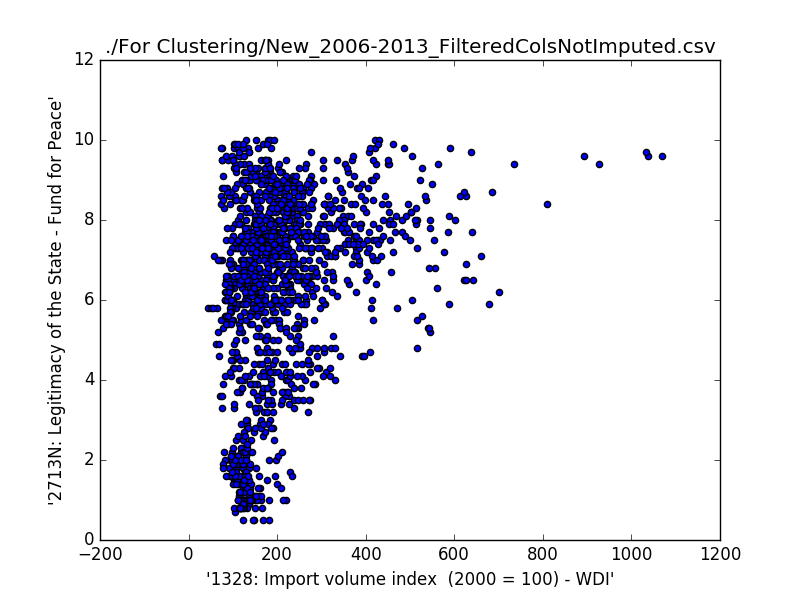 ./For Clustering/New_2006-2013_FilteredColsNotImputed.csv
12
10
8
6
4
2
0
'2713N: Legitimacy of the State - Fund for Peace'
−200 0 200 400 600 800 1000 1200
'1328: Import volume index  (2000 = 100) - WDI'